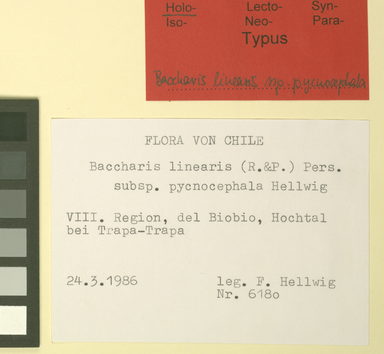 Holo- Lecto- Syn-
Iso- Neo- Para-
Typus
Baccharis linearis ssp. pycnocephala
FLORA VON CHILE
Baccharis linearis (R.&P.) Pers.
subsp. pycnocephala Hellwig
VIII. Region, del Biobio, Hochtal
bei Trapa-Trapa
24.3.1986 leg. F. Hellwig
Nr. 6180